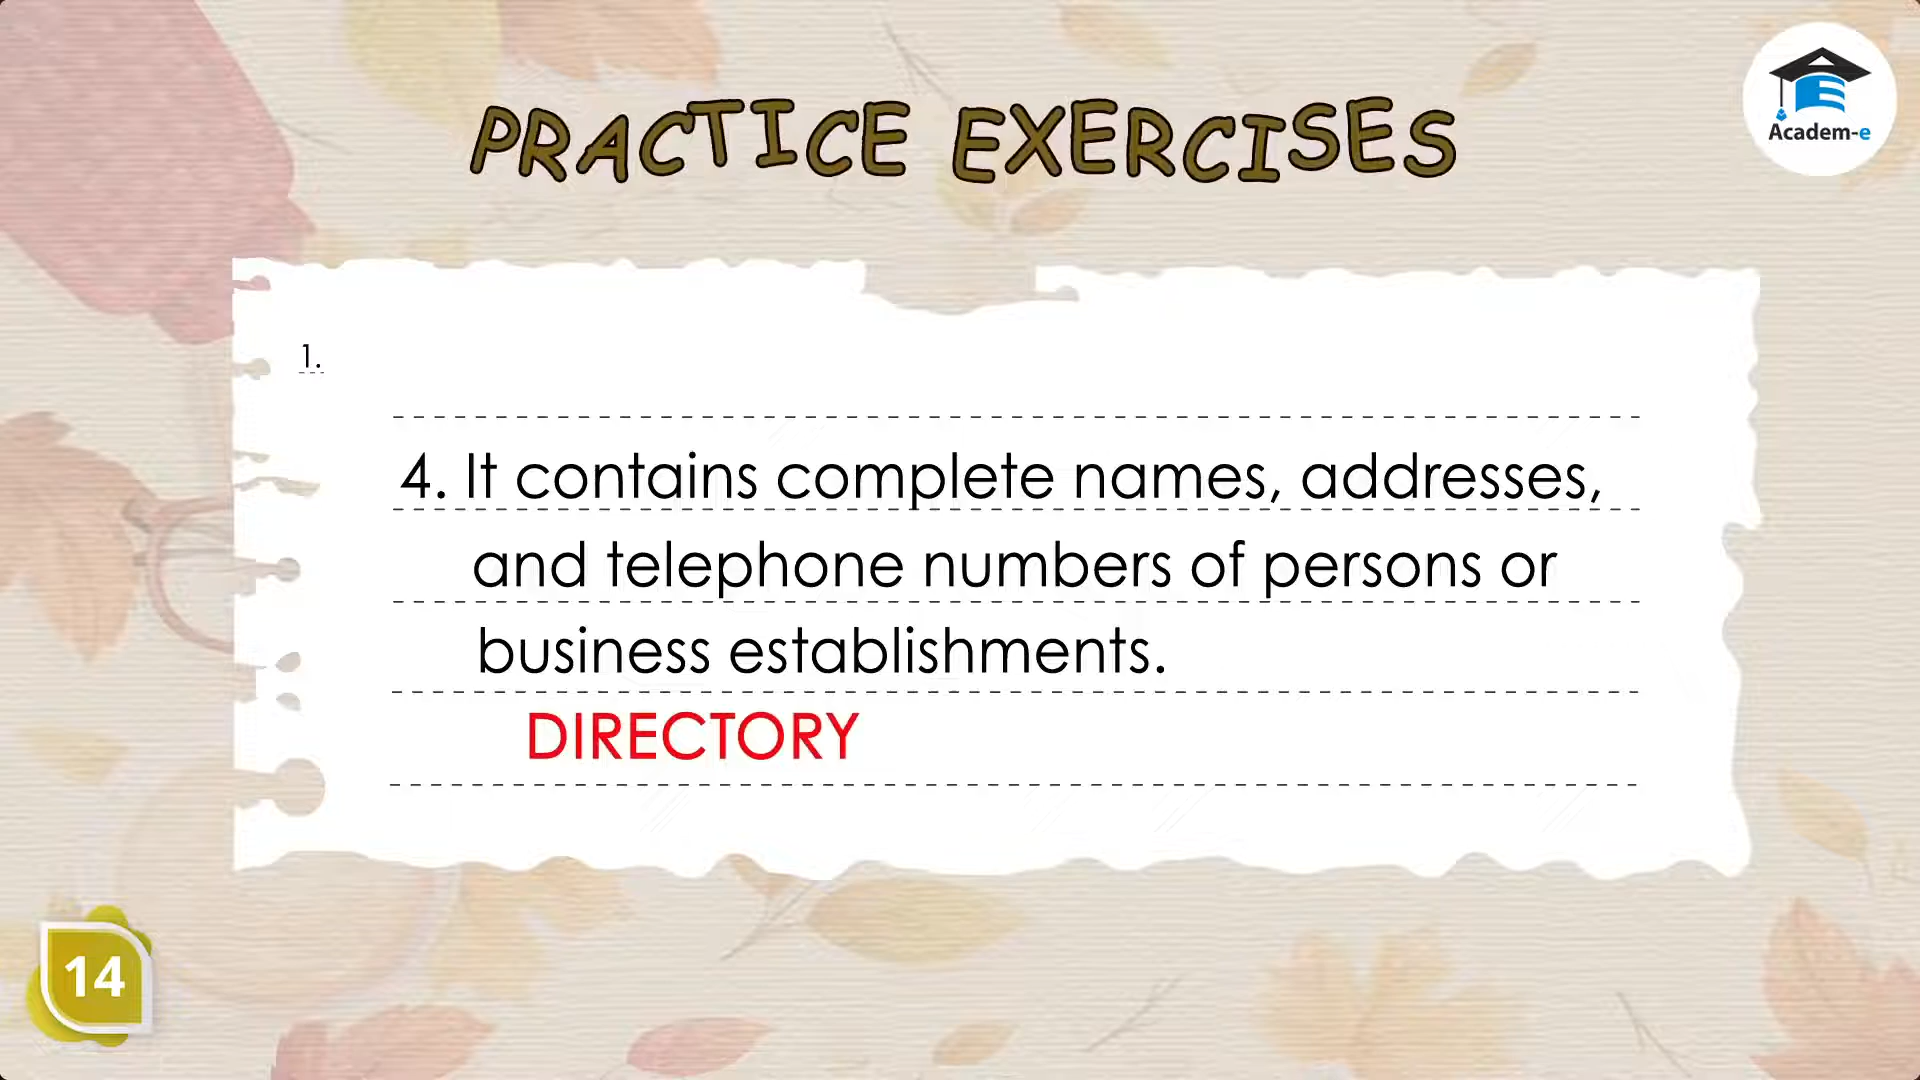 PRACTICE EXERCISES
Academ-e
1.
4. It contains complete names, addresses,
and telephone numbers of persons or
business establishments.
DIRECTORY
14